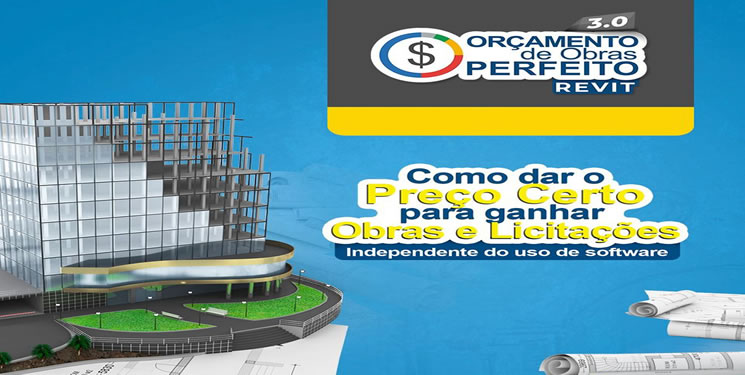 3.0
$
ORÇAMENTO
de Obras
PERFEITO
REVIT
Como dar o
Preço Certo
para ganhar
Obras e Licitações
Independente do uso de software